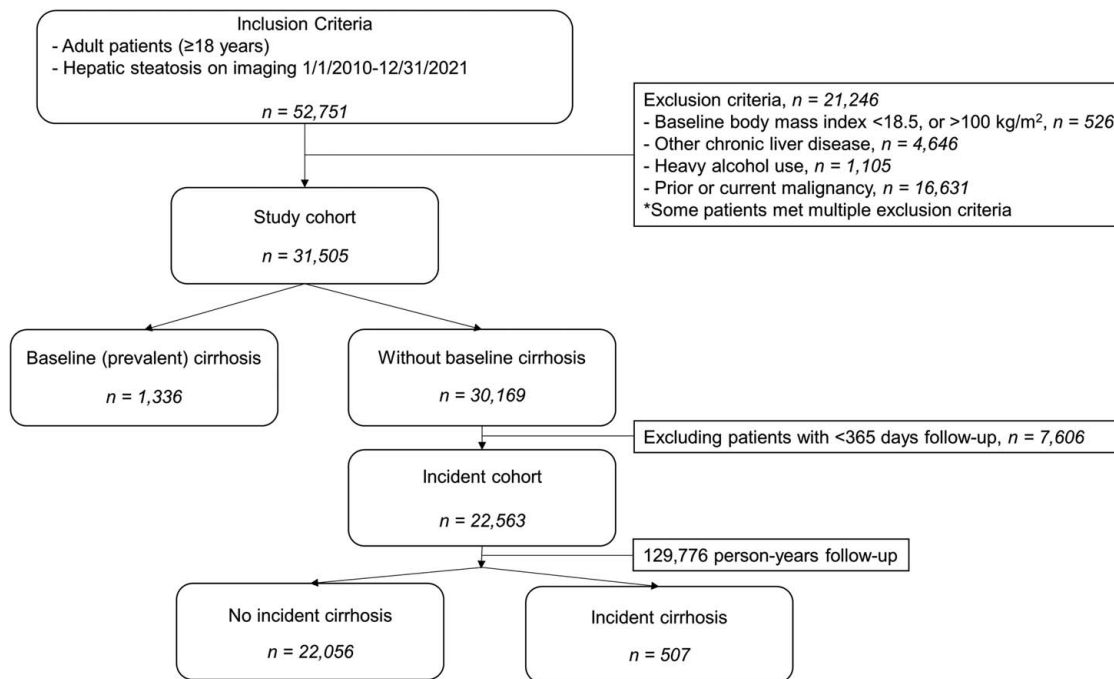 Inclusion Criteria
- Adult patients (≥18 years)
- Hepatic steatosis on imaging 1/1/2010-12/31/2021
n = 52,751
Exclusion criteria, n = 21,246
- Baseline body mass index <18.5, or >100 kg/m², n = 526
- Other chronic liver disease, n = 4,646
- Heavy alcohol use, n = 1,105
- Prior or current malignancy, n = 16,631
*Some patients met multiple exclusion criteria
Study cohort
n = 31,505
Baseline (prevalent) cirrhosis
n = 1,336
Without baseline cirrhosis
n = 30,169
Excluding patients with <365 days follow-up, n = 7,606
Incident cohort
n = 22,563
129,776 person-years follow-up
No incident cirrhosis
n = 22,056
Incident cirrhosis
n = 507